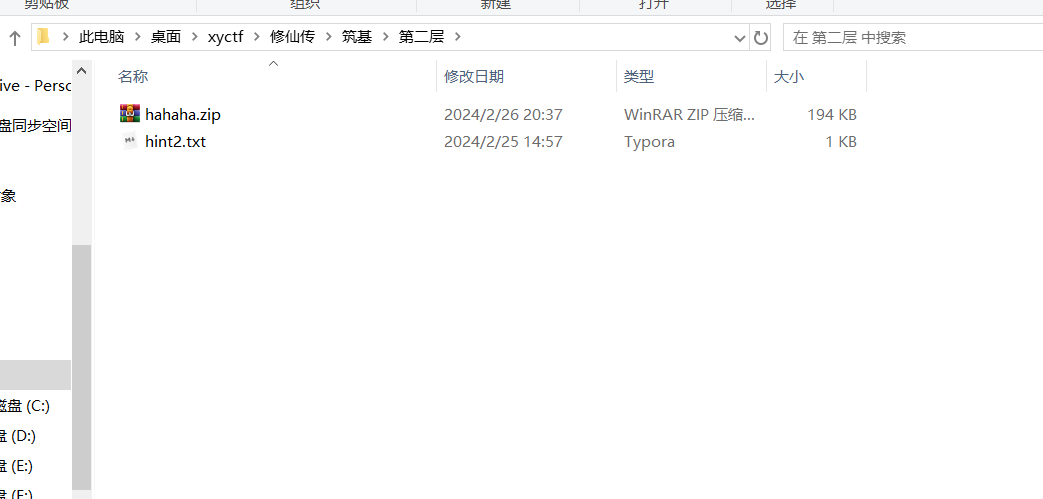 剪贴板 组织 新建 打开 选择
此电脑 桌面 xyctf 修仙传 筑基 第二层 在 第二层 中搜索
名称 修改日期 类型 大小
ive - Persc
hahaha.zip 2024/2/26 20:37 WinRAR ZIP 压缩... 194 KB
盘同步空间
hint2.txt 2024/2/25 14:57 Typora 1 KB
象
盘 (C:)
盘 (D:)
盘 (E:)
盘 (F:)